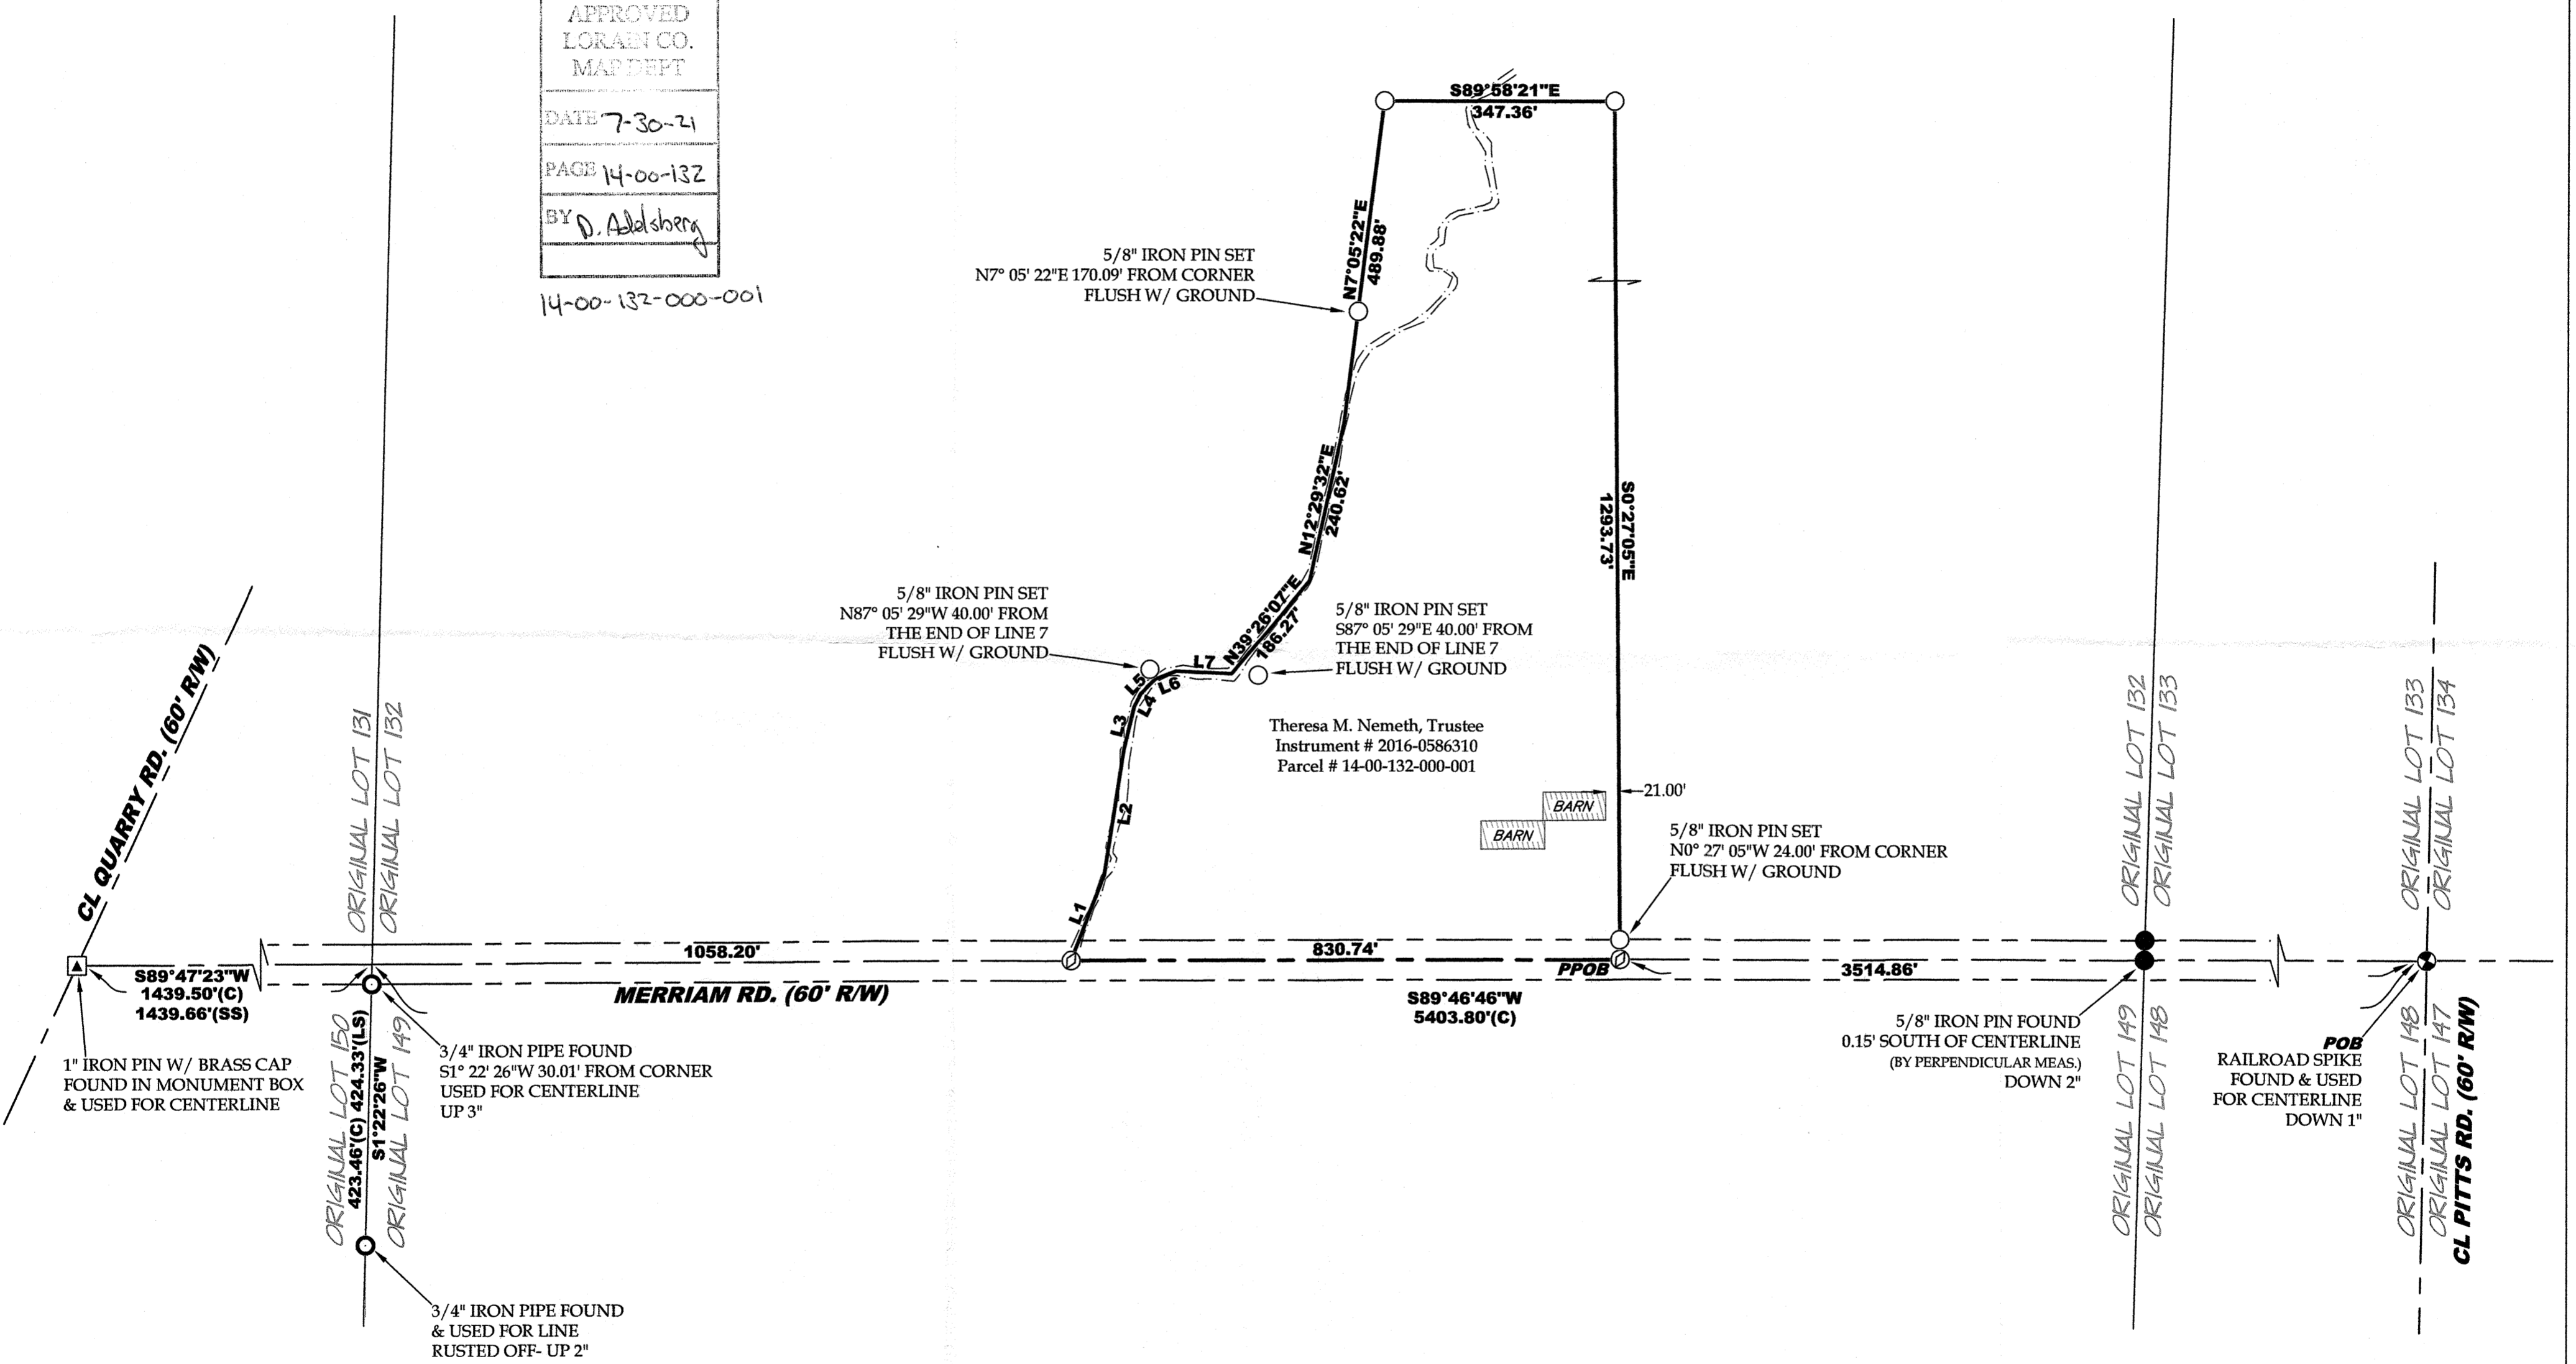 APPROVED
LORAIN CO.
MAP DEPT
DATE 7-30-21
PAGE 14-00-132
BY D. Adelsberg
14-00-132-000-001
S89°58'21"E
347.36'
N7°05'22"E
489.88'
5/8" IRON PIN SET
N7° 05' 22"E 170.09' FROM CORNER
FLUSH W/ GROUND
N12°29'32"E
240.62'
S0°27'05"E
1293.73'
5/8" IRON PIN SET
N87° 05' 29"W 40.00' FROM
THE END OF LINE 7
FLUSH W/ GROUND
N39°26'07"E
186.27'
5/8" IRON PIN SET
S87° 05' 29"E 40.00' FROM
THE END OF LINE 7
FLUSH W/ GROUND
L7
L6
L5
L4
L3
L2
L1
Theresa M. Nemeth, Trustee
Instrument # 2016-0586310
Parcel # 14-00-132-000-001
BARN
BARN
21.00'
5/8" IRON PIN SET
N0° 27' 05"W 24.00' FROM CORNER
FLUSH W/ GROUND
CL QUARRY RD. (60' R/W)
ORIGINAL LOT 131
ORIGINAL LOT 132
ORIGINAL LOT 132
ORIGINAL LOT 133
ORIGINAL LOT 133
ORIGINAL LOT 134
S89°47'23"W
1439.50'(C)
1439.66'(SS)
1058.20'
830.74'
PPOB
3514.86'
MERRIAM RD. (60' R/W)
S89°46'46"W
5403.80'(C)
1" IRON PIN W/ BRASS CAP
FOUND IN MONUMENT BOX
& USED FOR CENTERLINE
ORIGINAL LOT 150
423.46'(C) 424.33'(LS)
S1°22'26"W
ORIGINAL LOT 149
3/4" IRON PIPE FOUND
S1° 22' 26"W 30.01' FROM CORNER
USED FOR CENTERLINE
UP 3"
3/4" IRON PIPE FOUND
& USED FOR LINE
RUSTED OFF- UP 2"
5/8" IRON PIN FOUND
0.15' SOUTH OF CENTERLINE
(BY PERPENDICULAR MEAS.)
DOWN 2"
ORIGINAL LOT 149
ORIGINAL LOT 148
POB
RAILROAD SPIKE
FOUND & USED
FOR CENTERLINE
DOWN 1"
ORIGINAL LOT 148
ORIGINAL LOT 147
CL PITTS RD. (60' R/W)